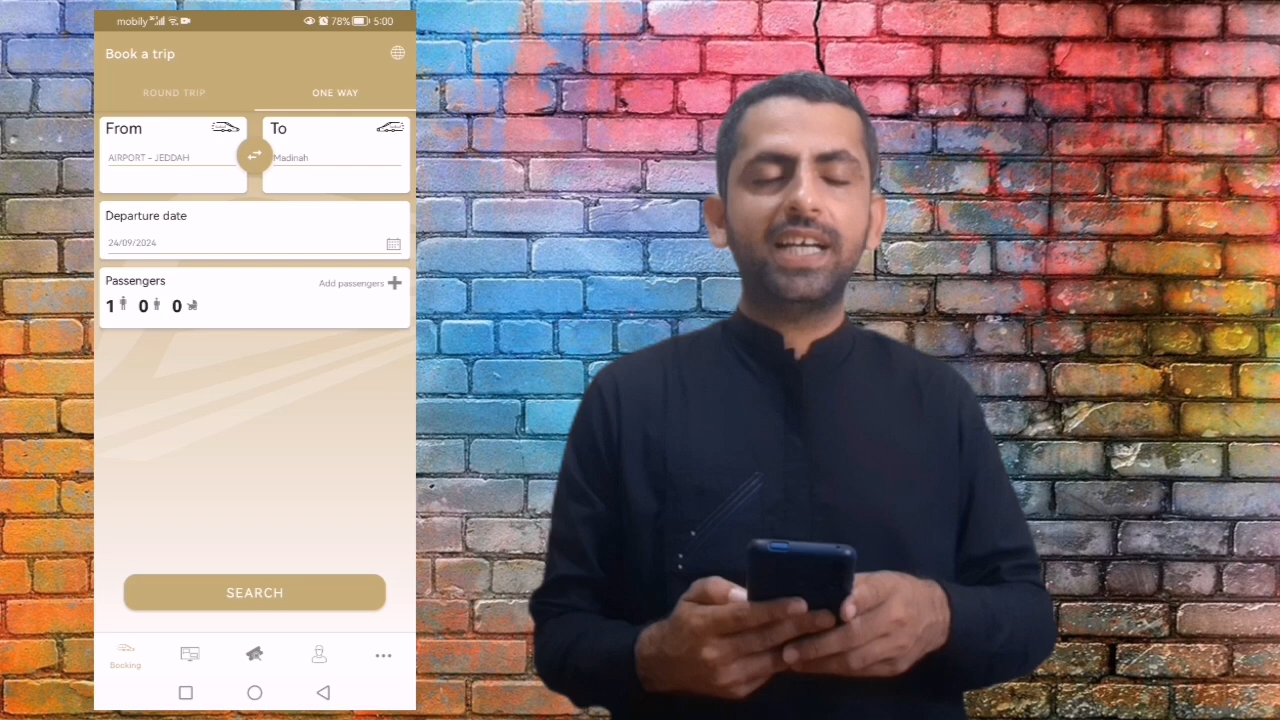 mobily 78% 5:00
Book a trip
ROUND TRIP ONE WAY
From To
AIRPORT - JEDDAH Madinah
Departure date
24/09/2024
Passengers Add passengers
1 0 0
SEARCH
Booking